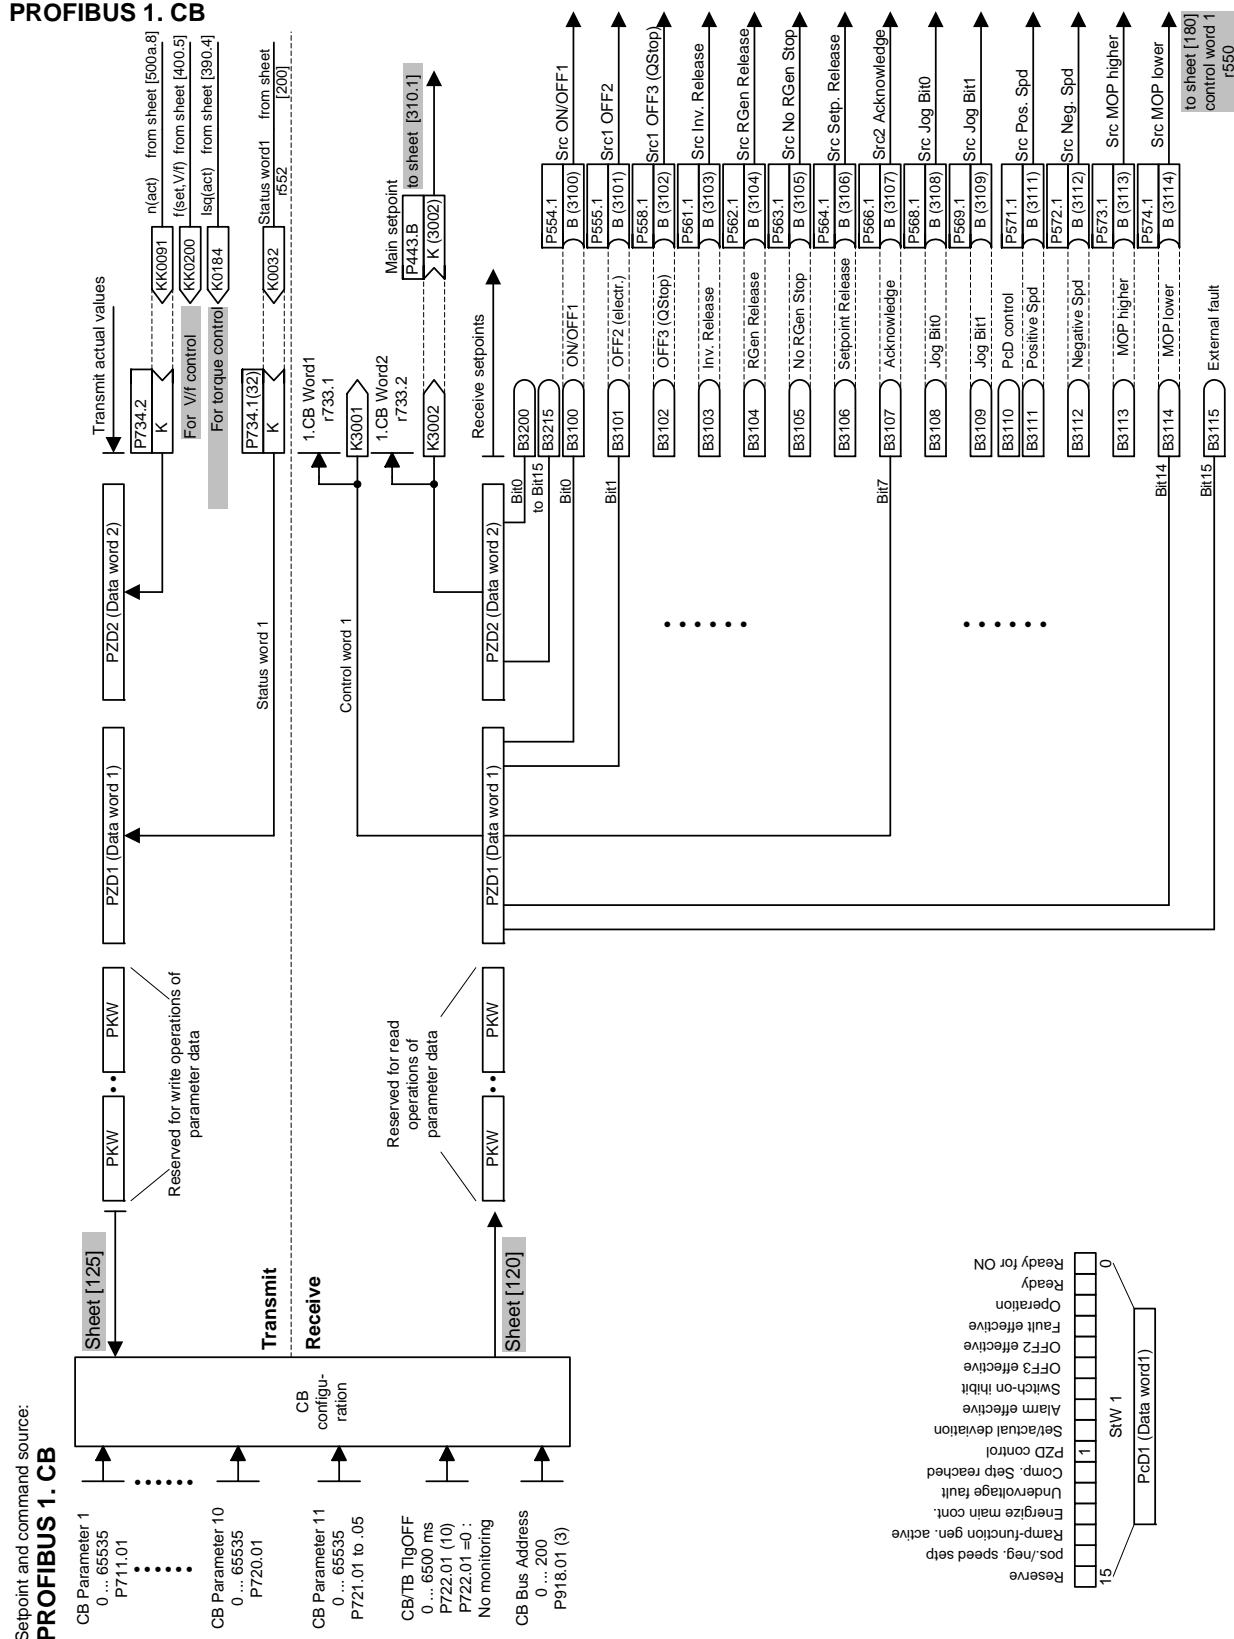 PROFIBUS 1. CB
Setpoint and command source:
PROFIBUS 1. CB
CB Parameter 1
0 ... 65535
P711.01
CB Parameter 10
0 ... 65535
P720.01
CB Parameter 11
0 ... 65535
P721.01 to .05
CB/TB TlgOFF
0 ... 6500 ms
P722.01 (10)
P722.01 =0 :
No monitoring
CB Bus Address
0 ... 200
P918.01 (3)
CB
configu-
ration
Sheet [125]
Transmit
Receive
Sheet [120]
PKW
PKW
Reserved for write operations of
parameter data
PZD1 (Data word 1)
PZD2 (Data word 2)
Transmit actual values
P734.2
K
KK0091
n(act) from sheet [500a.8]
For V/f control
KK0200
f(set,V/f) from sheet [400.5]
For torque control
K0184
Isq(act) from sheet [390.4]
Status word 1
P734.1(32)
K
K0032
Status word1 from sheet
r552 [200]
PKW
PKW
Reserved for read
operations of
parameter data
PZD1 (Data word 1)
PZD2 (Data word 2)
Control word 1
1.CB Word1
r733.1
K3001
1.CB Word2
r733.2
K3002
Main setpoint
P443.B
K (3002)
to sheet [310.1]
Receive setpoints
Bit0
B3200
to Bit15
B3215
Bit0
B3100
ON/OFF1
P554.1
B (3100)
Src ON/OFF1
Bit1
B3101
OFF2 (electr.)
P555.1
B (3101)
Src1 OFF2
B3102
OFF3 (QStop)
P558.1
B (3102)
Src1 OFF3 (QStop)
B3103
Inv. Release
P561.1
B (3103)
Src Inv. Release
B3104
RGen Release
P562.1
B (3104)
Src RGen Release
B3105
No RGen Stop
P563.1
B (3105)
Src No RGen Stop
B3106
Setpoint Release
P564.1
B (3106)
Src Setp. Release
Bit7
B3107
Acknowledge
P566.1
B (3107)
Src2 Acknowledge
B3108
Jog Bit0
P568.1
B (3108)
Src Jog Bit0
B3109
Jog Bit1
P569.1
B (3109)
Src Jog Bit1
B3110
PcD control
B3111
Positive Spd
P571.1
B (3111)
Src Pos. Spd
B3112
Negative Spd
P572.1
B (3112)
Src Neg. Spd
B3113
MOP higher
P573.1
B (3113)
Src MOP higher
Bit14
B3114
MOP lower
P574.1
B (3114)
Src MOP lower
Bit15
B3115
External fault
to sheet [180]
control word 1
r550
Ready for ON
Ready
Operation
Fault effective
OFF2 effective
OFF3 effective
Switch-on ihibit
Alarm effective
Set/actual deviation
PZD control
Comp. Setp reached
Undervoltage fault
Energize main cont.
Ramp-function gen. active
pos./neg. speed setp
Reserve
1
15
StW 1
0
PcD1 (Data word1)